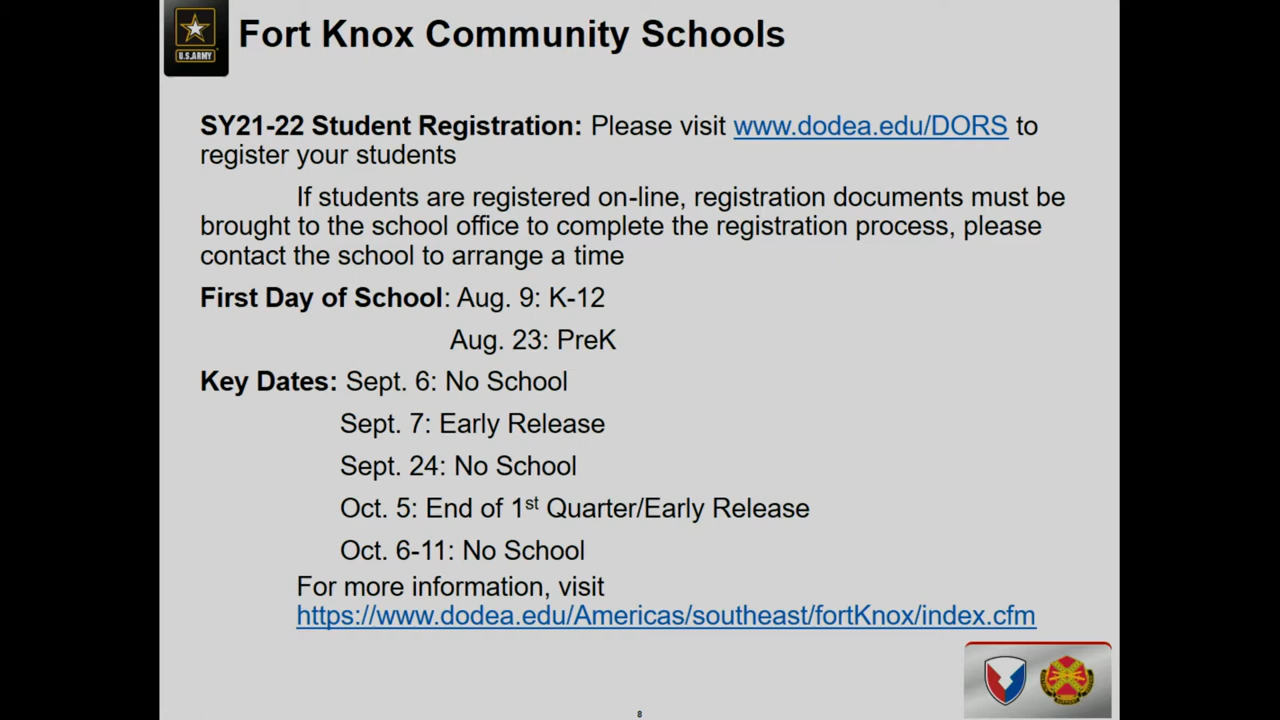 U.S.ARMY
Fort Knox Community Schools
SY21-22 Student Registration: Please visit www.dodea.edu/DORS to
register your students
If students are registered on-line, registration documents must be
brought to the school office to complete the registration process, please
contact the school to arrange a time
First Day of School: Aug. 9: K-12
Aug. 23: PreK
Key Dates: Sept. 6: No School
Sept. 7: Early Release
Sept. 24: No School
Oct. 5: End of 1st Quarter/Early Release
Oct. 6-11: No School
For more information, visit
https://www.dodea.edu/Americas/southeast/fortKnox/index.cfm
8